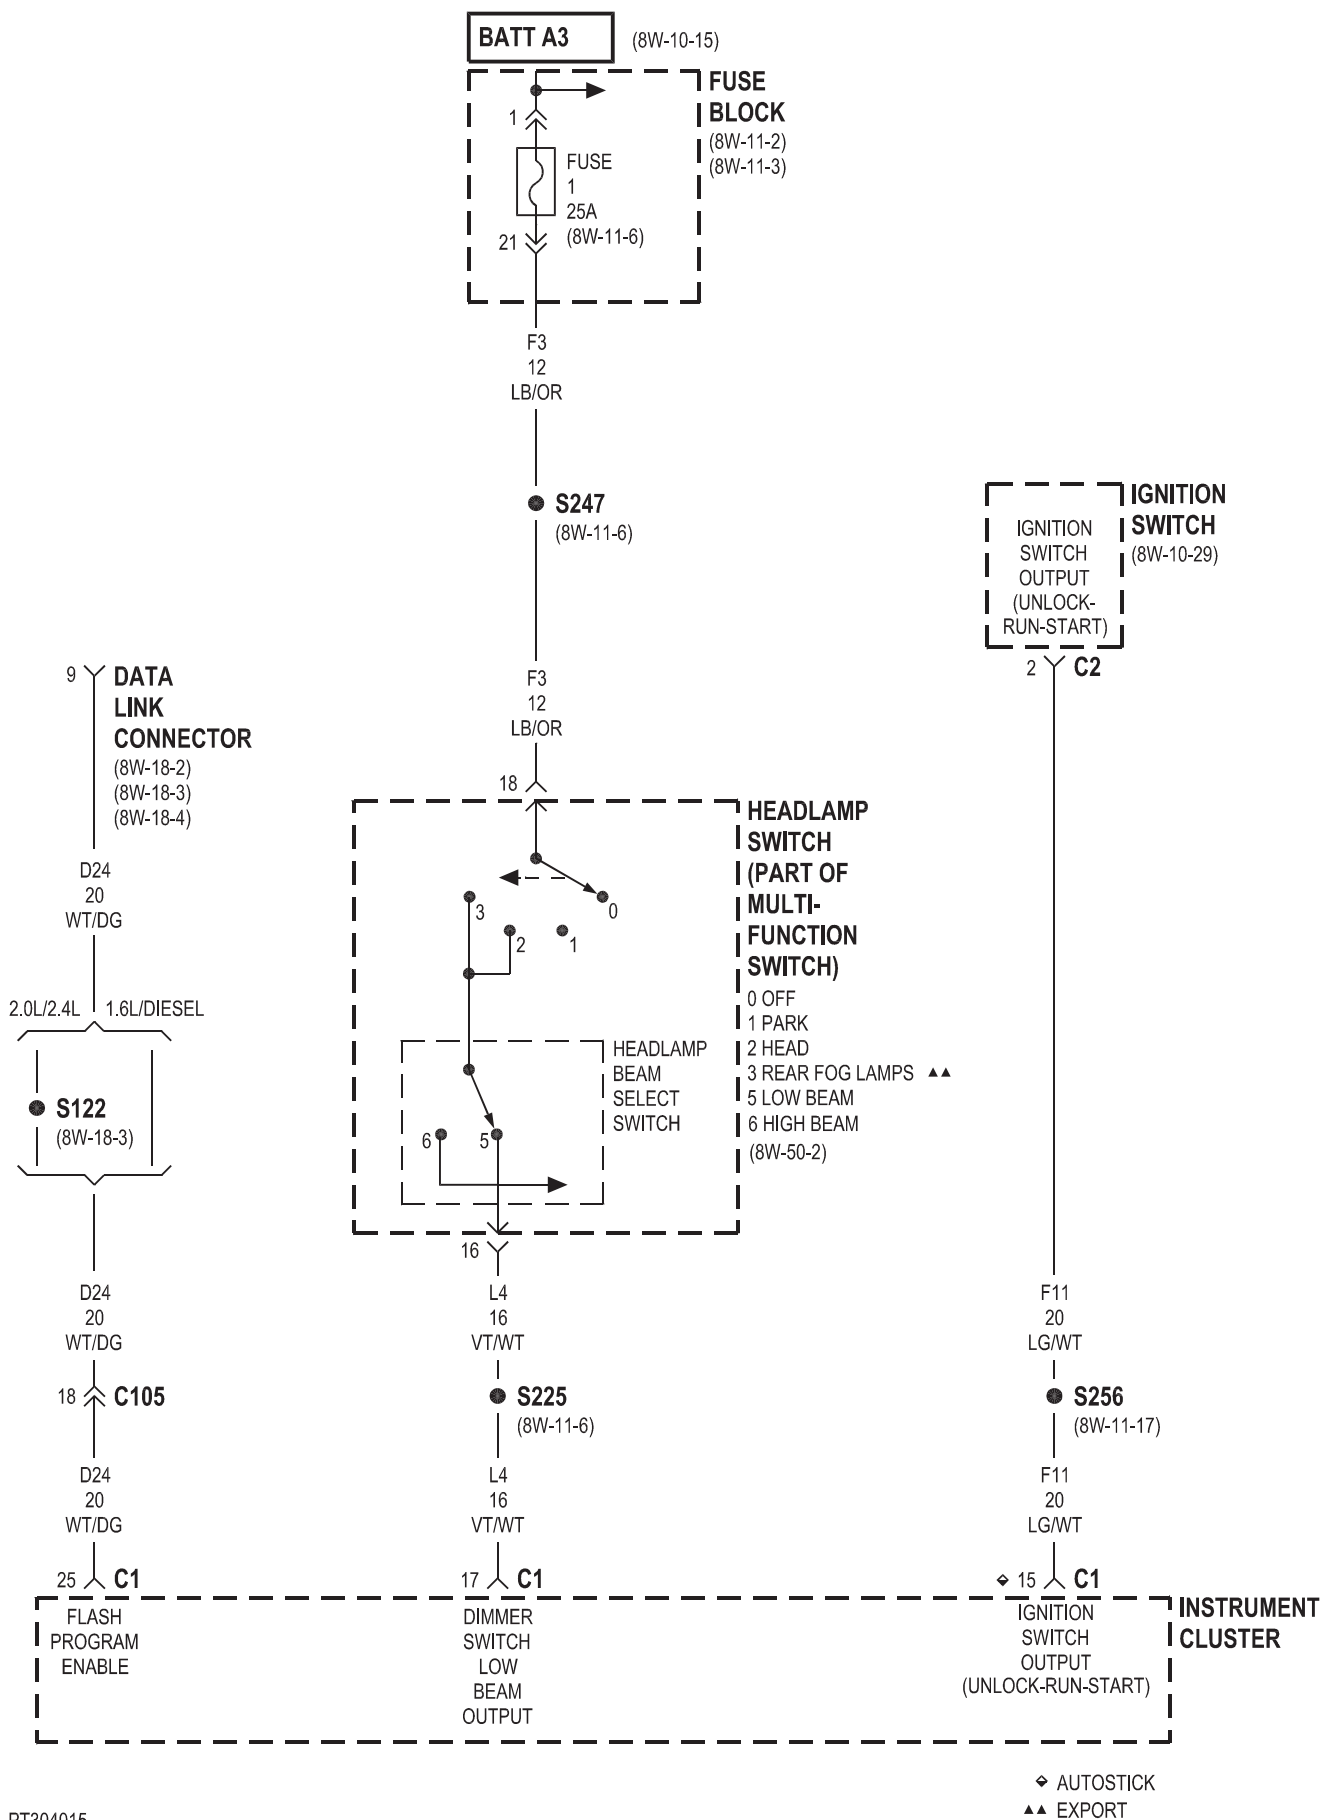 BATT A3
(8W-10-15)
FUSE
BLOCK
(8W-11-2)
(8W-11-3)
1
FUSE
1
25A
(8W-11-6)
21
F3
12
LB/OR
S247
(8W-11-6)
F3
12
LB/OR
18
IGNITION
SWITCH
OUTPUT
(UNLOCK-
RUN-START)
IGNITION
SWITCH
(8W-10-29)
2
C2
9
DATA
LINK
CONNECTOR
(8W-18-2)
(8W-18-3)
(8W-18-4)
D24
20
WT/DG
2.0L/2.4L
1.6L/DIESEL
S122
(8W-18-3)
HEADLAMP
SWITCH
(PART OF
MULTI-
FUNCTION
SWITCH)
0 OFF
1 PARK
2 HEAD
3 REAR FOG LAMPS ▲▲
5 LOW BEAM
6 HIGH BEAM
(8W-50-2)
3
0
2
1
HEADLAMP
BEAM
SELECT
SWITCH
6
5
16
D24
20
WT/DG
L4
16
VT/WT
F11
20
LG/WT
18
C105
S225
(8W-11-6)
S256
(8W-11-17)
D24
20
WT/DG
L4
16
VT/WT
F11
20
LG/WT
25
C1
17
C1
15
C1
FLASH
PROGRAM
ENABLE
DIMMER
SWITCH
LOW
BEAM
OUTPUT
IGNITION
SWITCH
OUTPUT
(UNLOCK-RUN-START)
INSTRUMENT
CLUSTER
AUTOSTICK
▲▲ EXPORT